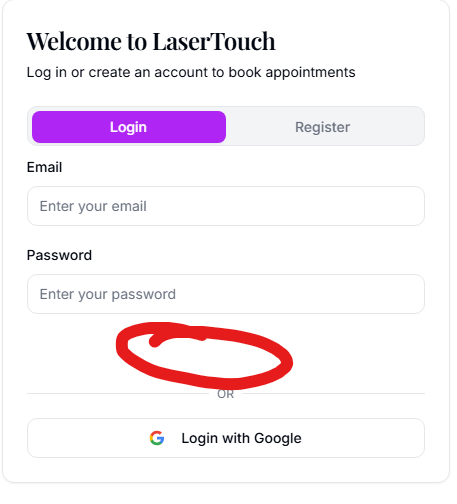 Welcome to LaserTouch
Log in or create an account to book appointments
Login Register
Email
Enter your email
Password
Enter your password
OR
Login with Google